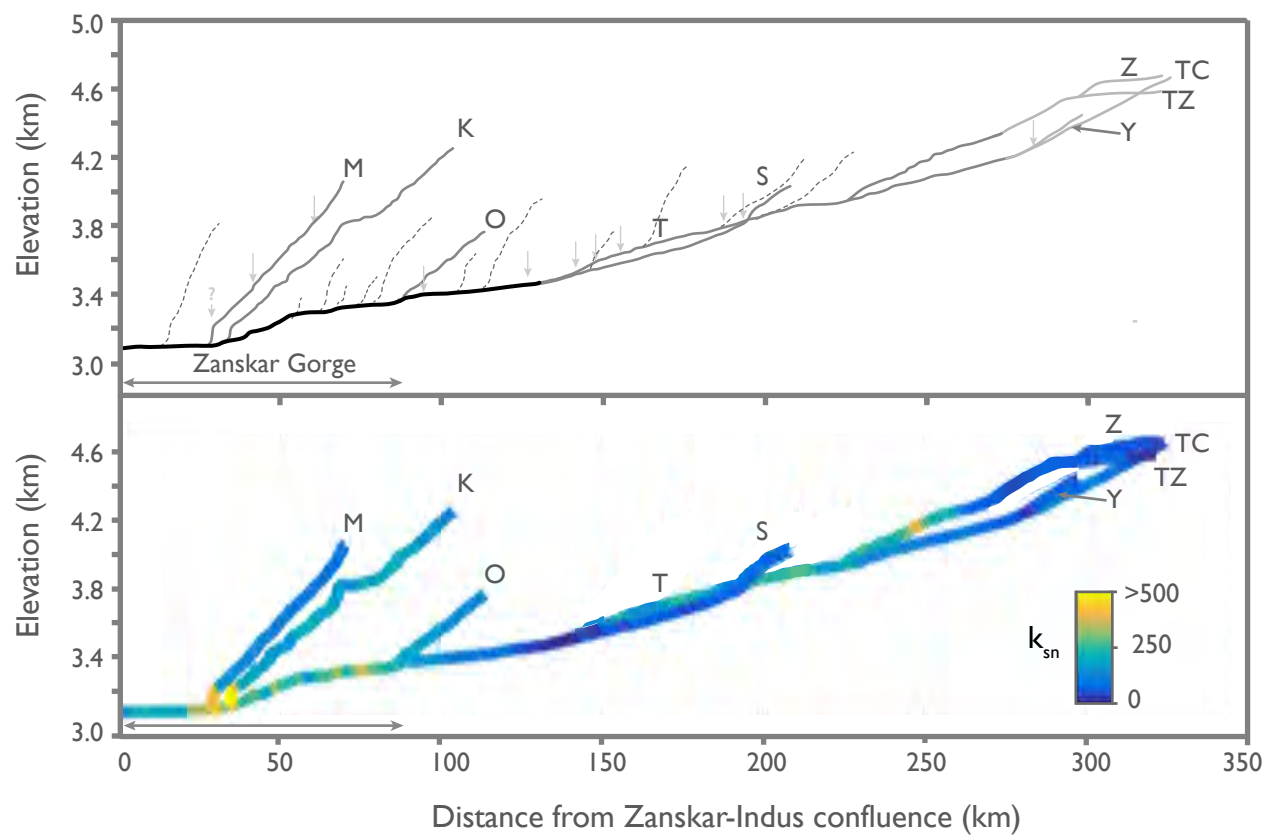 5.0
4.6
4.2
3.8
3.4
3.0
Elevation (km)
M
K
O
T
S
Z
TC
TZ
Y
?
Zanskar Gorge
4.6
4.2
3.8
3.4
3.0
Elevation (km)
M
K
O
T
S
Z
TC
TZ
Y
ksn
>500
250
0
0
50
100
150
200
250
300
350
Distance from Zanskar-Indus confluence (km)